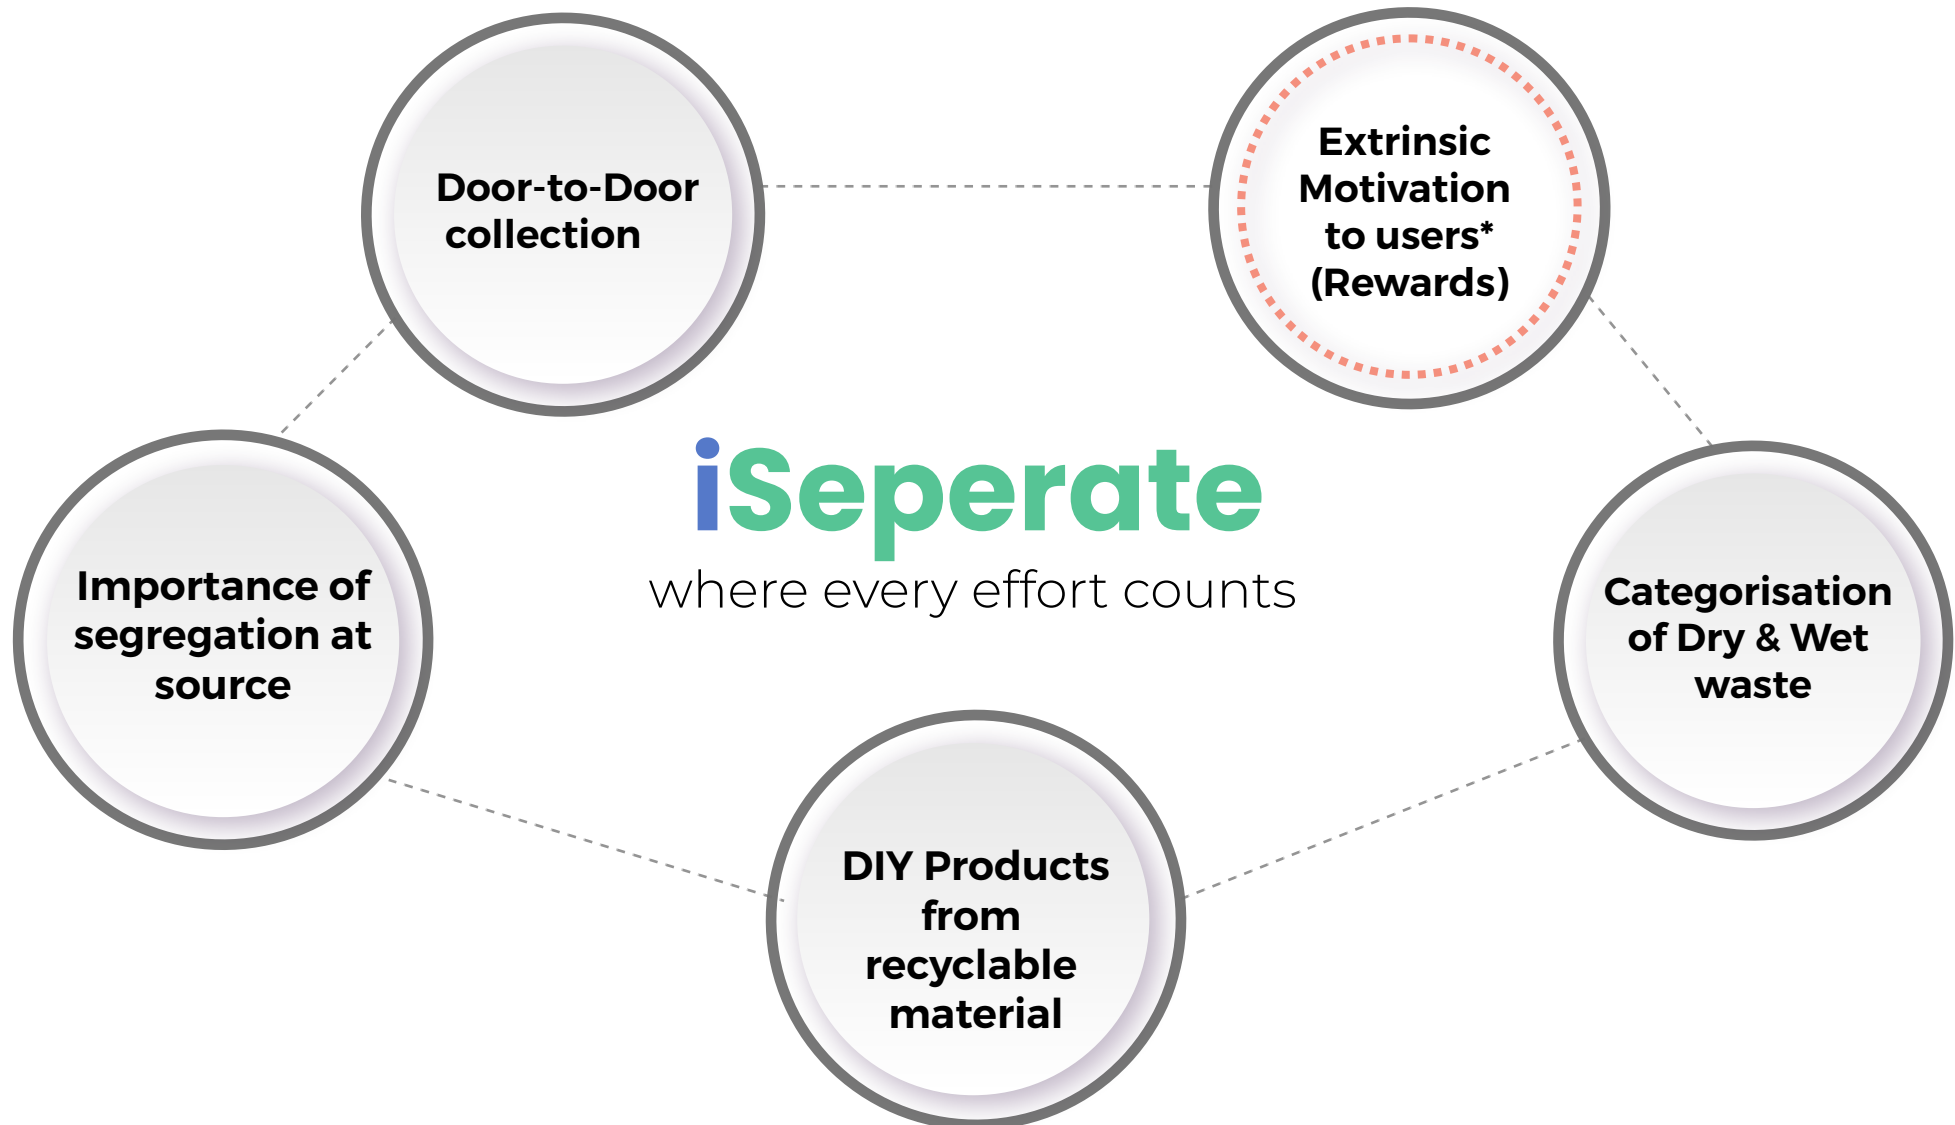 Door-to-Door
collection
Extrinsic
Motivation
to users*
(Rewards)
iSeperate
where every effort counts
Importance of
segregation at
source
Categorisation
of Dry & Wet
waste
DIY Products
from
recyclable
material